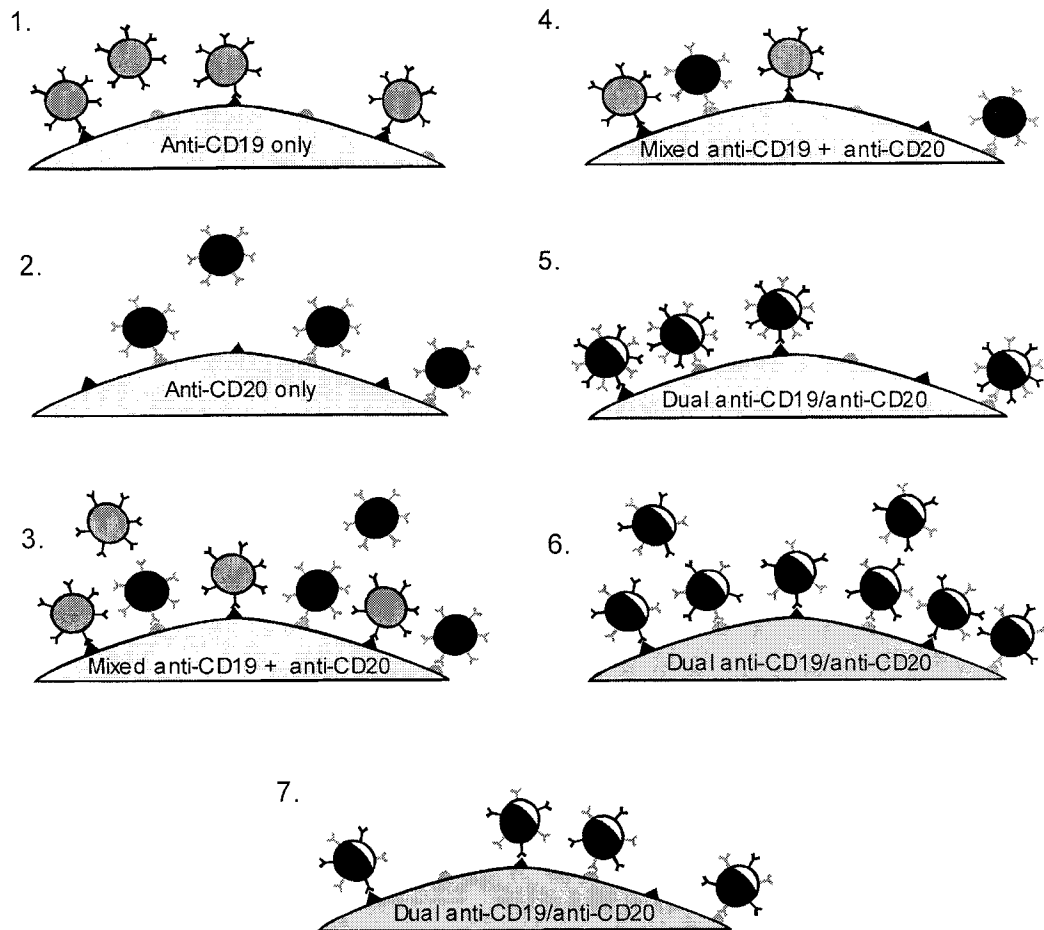 1.
Anti-CD19 only
2.
Anti-CD20 only
3.
Mixed anti-CD19 + anti-CD20
4.
Mixed anti-CD19 + anti-CD20
5.
Dual anti-CD19/anti-CD20
6.
Dual anti-CD19/anti-CD20
7.
Dual anti-CD19/anti-CD20